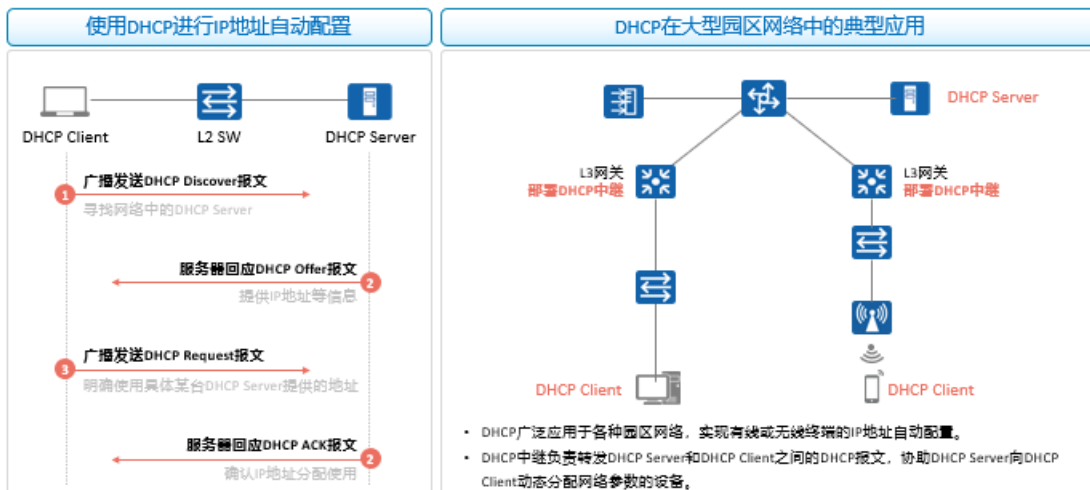 使用DHCP进行IP地址自动配置
DHCP Client
L2 SW
DHCP Server
1
广播发送DHCP Discover报文
寻找网络中的DHCP Server
服务器回应DHCP Offer报文
2
提供IP地址等信息
广播发送DHCP Request报文
3
明确使用具体某台DHCP Server提供的地址
服务器回应DHCP ACK报文
2
确认IP地址分配使用
DHCP在大型园区网络中的典型应用
DHCP Server
L3网关
部署DHCP中继
L3网关
部署DHCP中继
DHCP Client
DHCP Client
• DHCP广泛应用于各种园区网络，实现有线或无线终端的IP地址自动配置。
• DHCP中继负责转发DHCP Server和DHCP Client之间的DHCP报文，协助DHCP Server向DHCP
Client动态分配网络参数的设备。